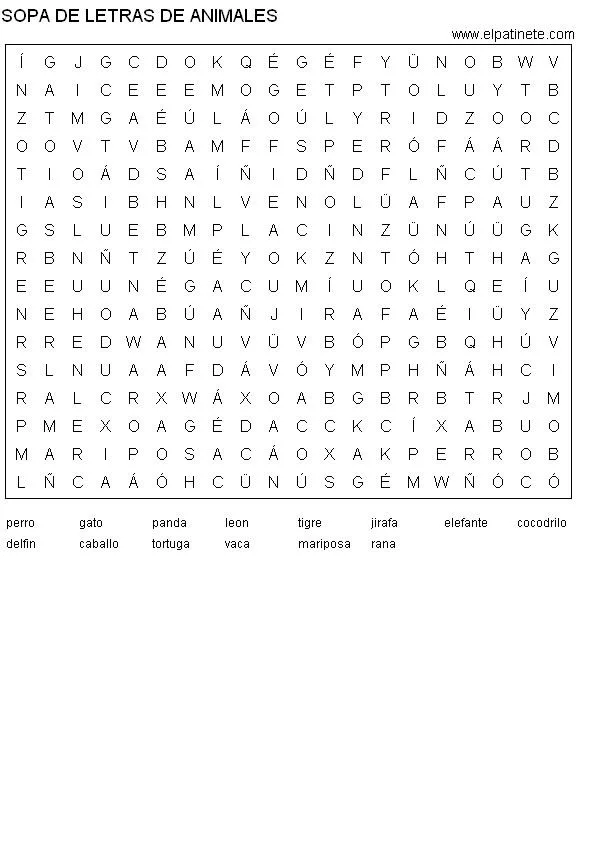 SOPA DE LETRAS DE ANIMALES
www.elpatinete.com
Í G J G C D O K Q É G É F Y Ü N O B W V
N A I C E E E M O G E T P T O L U Y T B
Z T M G A É Ú L Á O Ú L Y R I D Z O O C
O O V T V B A M F F S P E R Ó F Á Á R D
T I O Á D S A Í Ñ I D Ñ D F L Ñ C Ú T B
I A S I B H N L V E N O L Ü A F P A U Z
G S L U E B M P L A C I N Z Ü N Ú Ü G K
R B N Ñ T Z Ú É Y O K Z N T Ó H T H A G
E E U U N É G A C U M Í U O K L Q E Í U
N E H O A B Ú A Ñ J I R A F A É I Ü Y Z
R R E D W A N U V Ü V B Ó P G B Q H Ú V
S L N U A A F D Á V Ó Y M P H Ñ Á H C I
R A L C R X W Á X O A B G B R B T R J M
P M E X O A G É D A C C K C Í X A B U O
M A R I P O S A C Á O X A K P E R R O B
L Ñ C A Á Ó H C Ü N Ú S G É M W Ñ Ó C Ó
perro gato panda leon tigre jirafa elefante cocodrilo
delfin caballo tortuga vaca mariposa rana